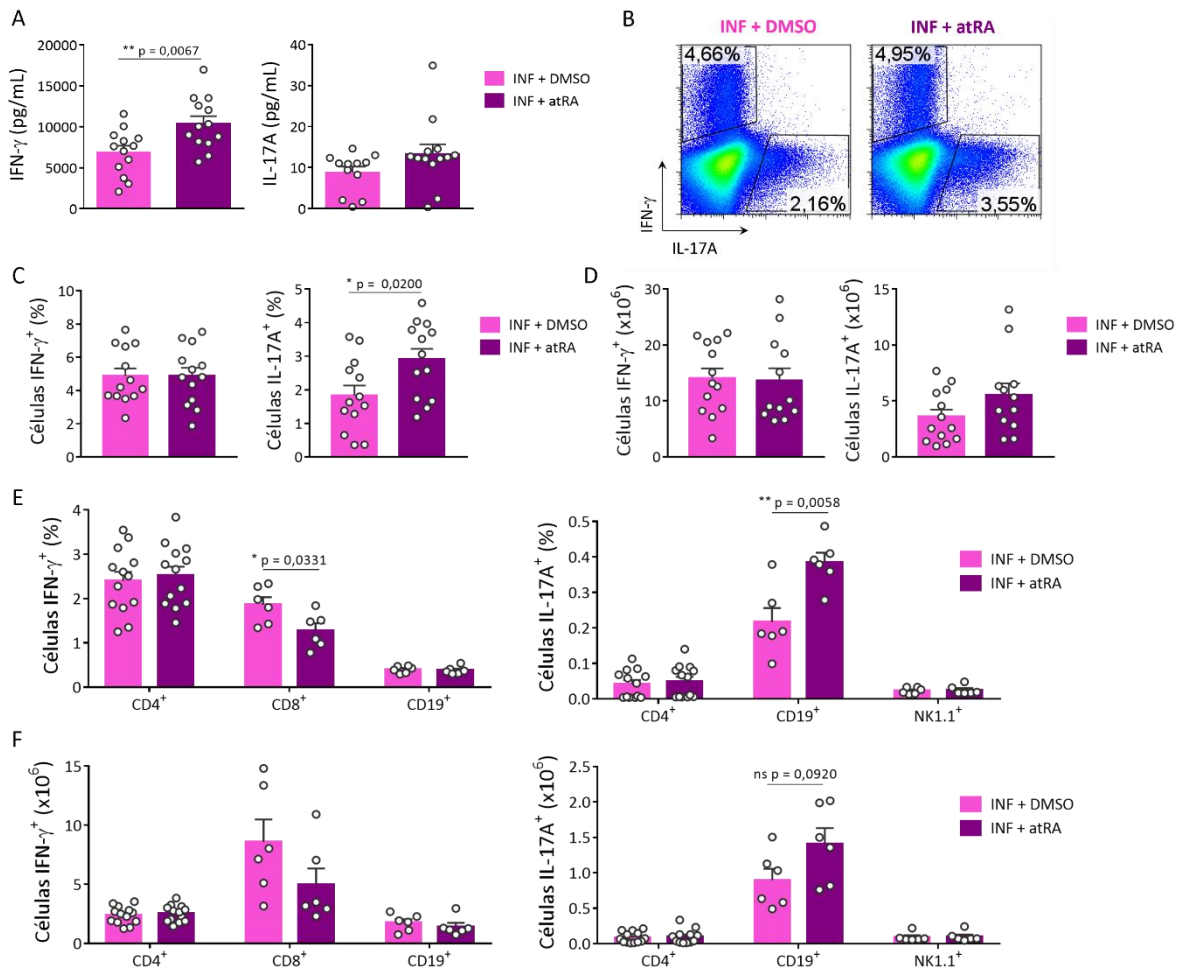 A
IFN-γ (pg/mL)
20000
15000
10000
5000
0
** p = 0,0067
IL-17A (pg/mL)
40
30
20
10
0
INF + DMSO
INF + atRA
B
INF + DMSO
INF + atRA
4,66%
2,16%
4,95%
3,55%
IFN-γ
IL-17A
C
Células IFN-γ⁺ (%)
10
8
6
4
2
0
Células IL-17A⁺ (%)
5
4
3
2
1
0
* p = 0,0200
INF + DMSO
INF + atRA
D
Células IFN-γ⁺ (x10⁶)
30
20
10
0
Células IL-17A⁺ (x10⁶)
15
10
5
0
INF + DMSO
INF + atRA
E
Células IFN-γ⁺ (%)
4
3
2
1
0
* p = 0,0331
CD4⁺ CD8⁺ CD19⁺
Células IL-17A⁺ (%)
0.5
0.4
0.3
0.2
0.1
0.0
** p = 0,0058
CD4⁺ CD19⁺ NK1.1⁺
INF + DMSO
INF + atRA
F
Células IFN-γ⁺ (x10⁶)
15
10
5
0
CD4⁺ CD8⁺ CD19⁺
Células IL-17A⁺ (x10⁶)
2.5
2.0
1.5
1.0
0.5
0.0
ns p = 0,0920
CD4⁺ CD19⁺ NK1.1⁺
INF + DMSO
INF + atRA